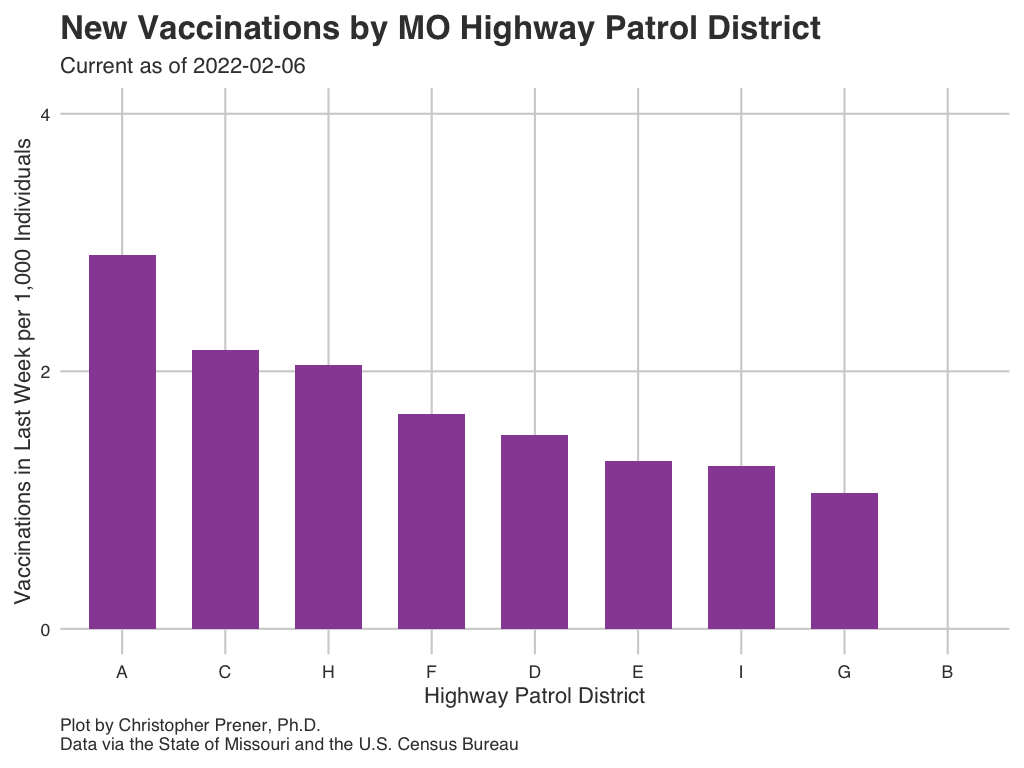 New Vaccinations by MO Highway Patrol District
Current as of 2022-02-06
Vaccinations in Last Week per 1,000 Individuals
4
2
0
A C H F D E I G B
Highway Patrol District
Plot by Christopher Prener, Ph.D.
Data via the State of Missouri and the U.S. Census Bureau